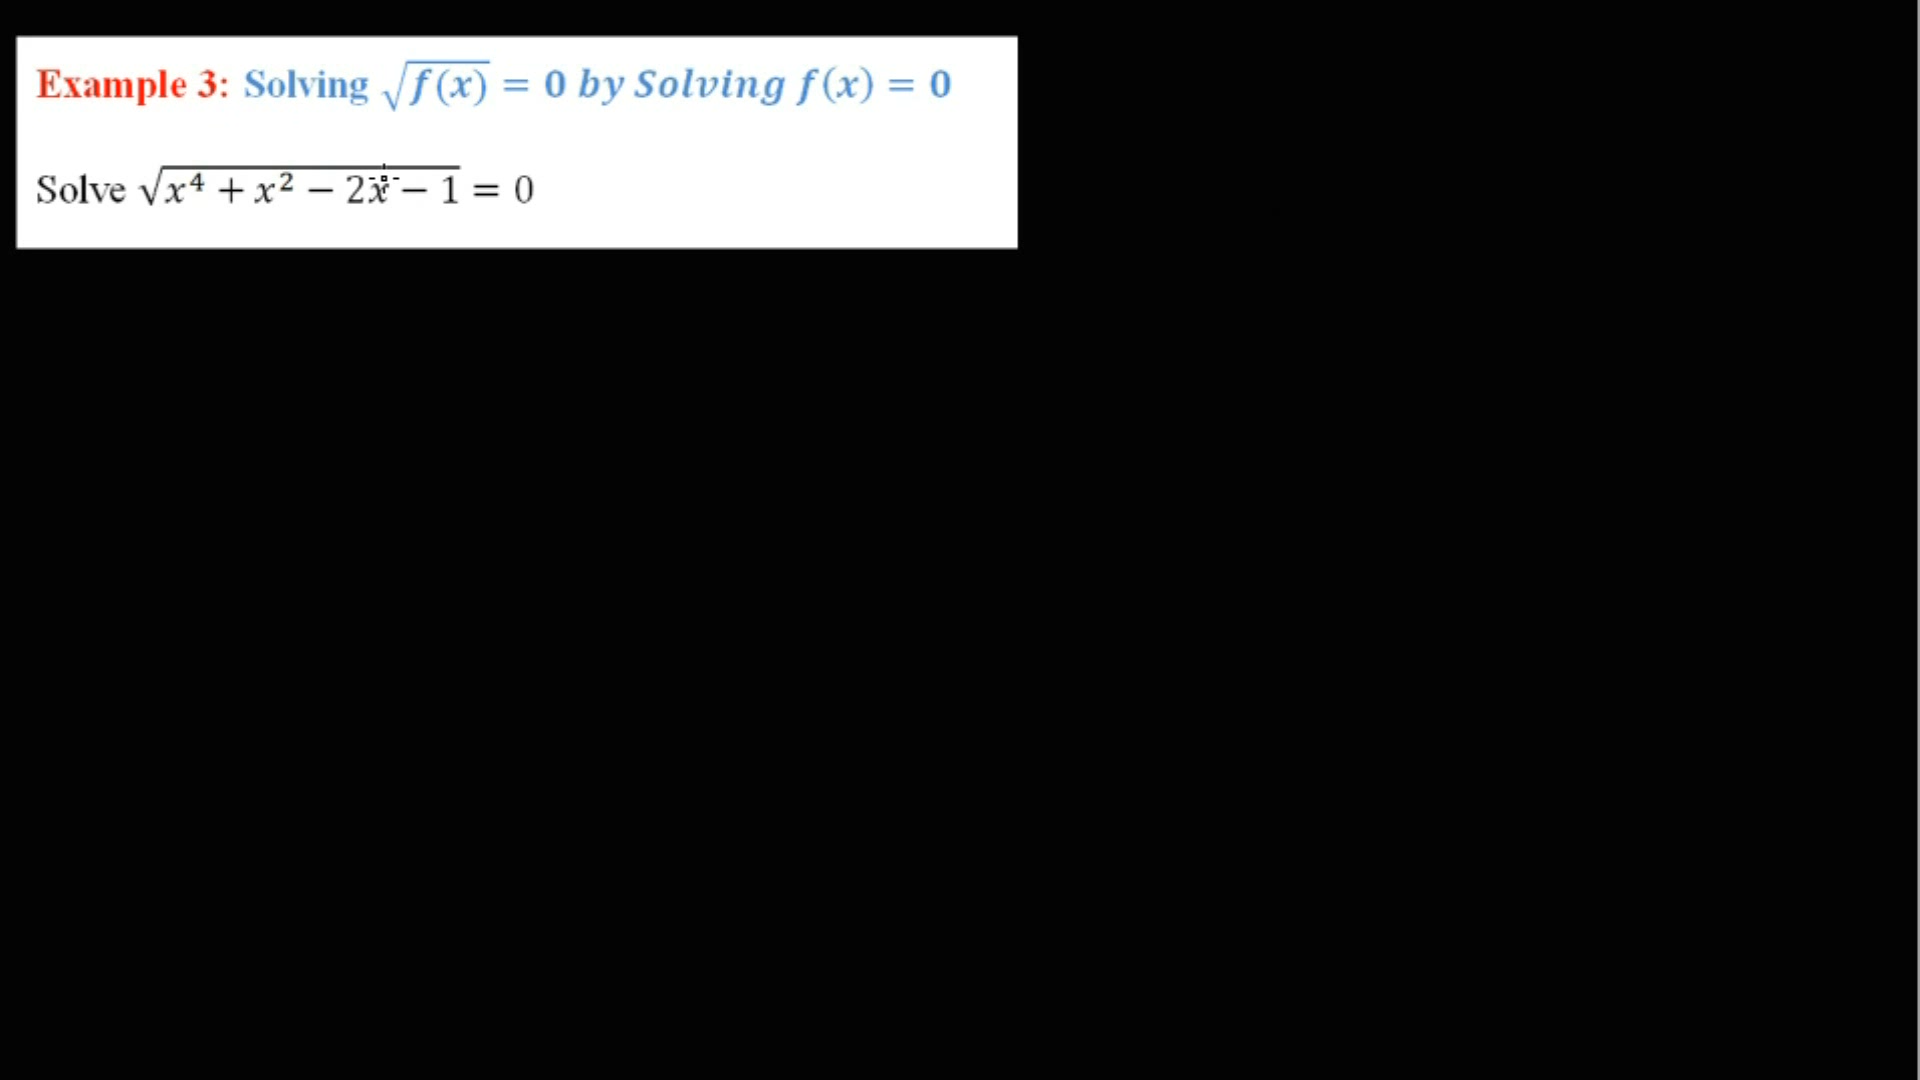 Example 3: Solving √f(x) = 0 by Solving f(x) = 0
Solve √x⁴ + x² − 2x − 1 = 0